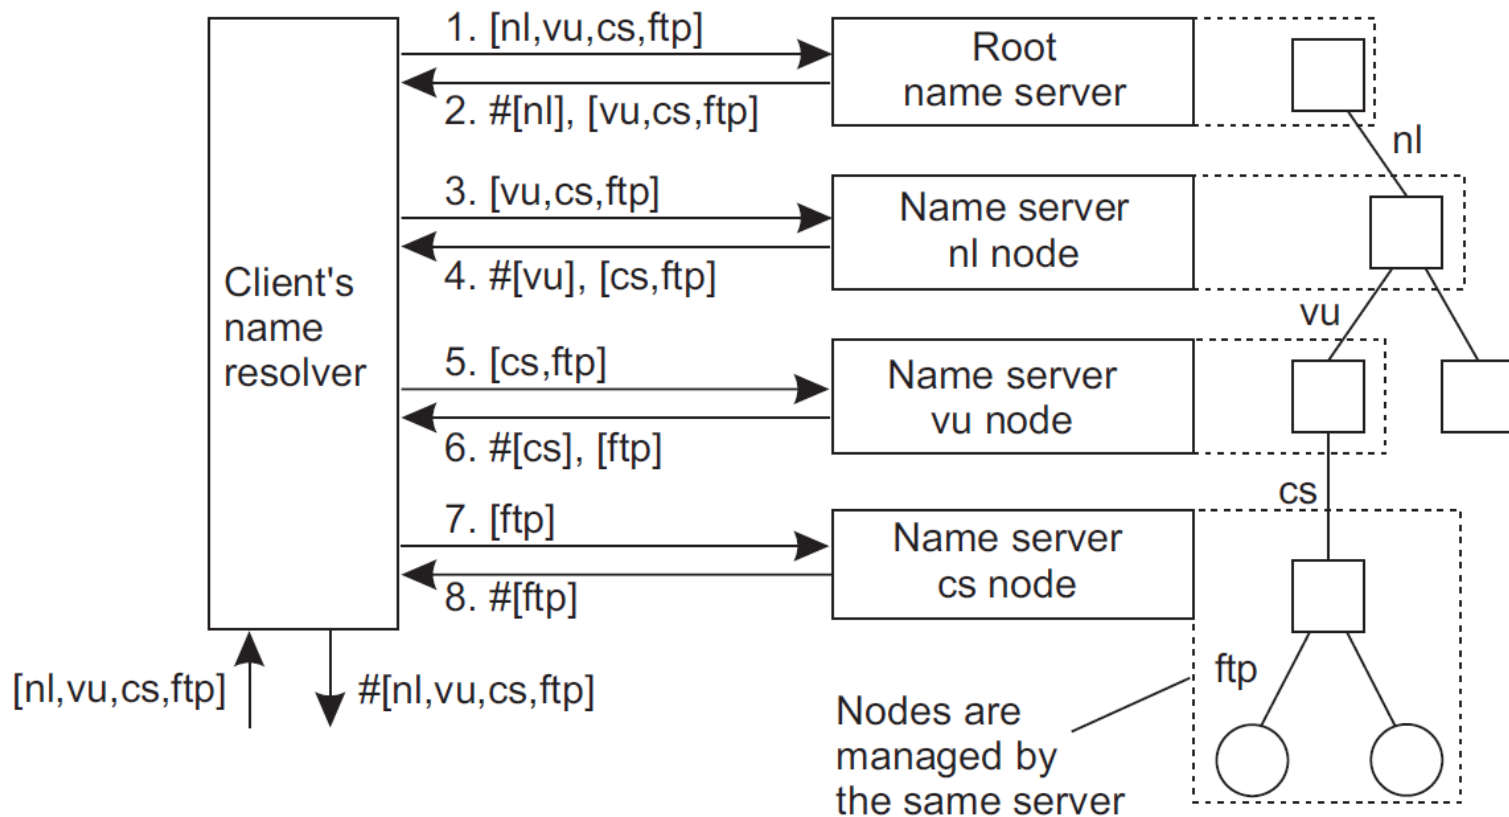 1. [nl,vu,cs,ftp]
Root
name server
2. #[nl], [vu,cs,ftp]
nl
3. [vu,cs,ftp]
Name server
nl node
4. #[vu], [cs,ftp]
Client's
name
resolver
vu
5. [cs,ftp]
Name server
vu node
6. #[cs], [ftp]
cs
7. [ftp]
Name server
cs node
8. #[ftp]
[nl,vu,cs,ftp]
#[nl,vu,cs,ftp]
ftp
Nodes are
managed by
the same server